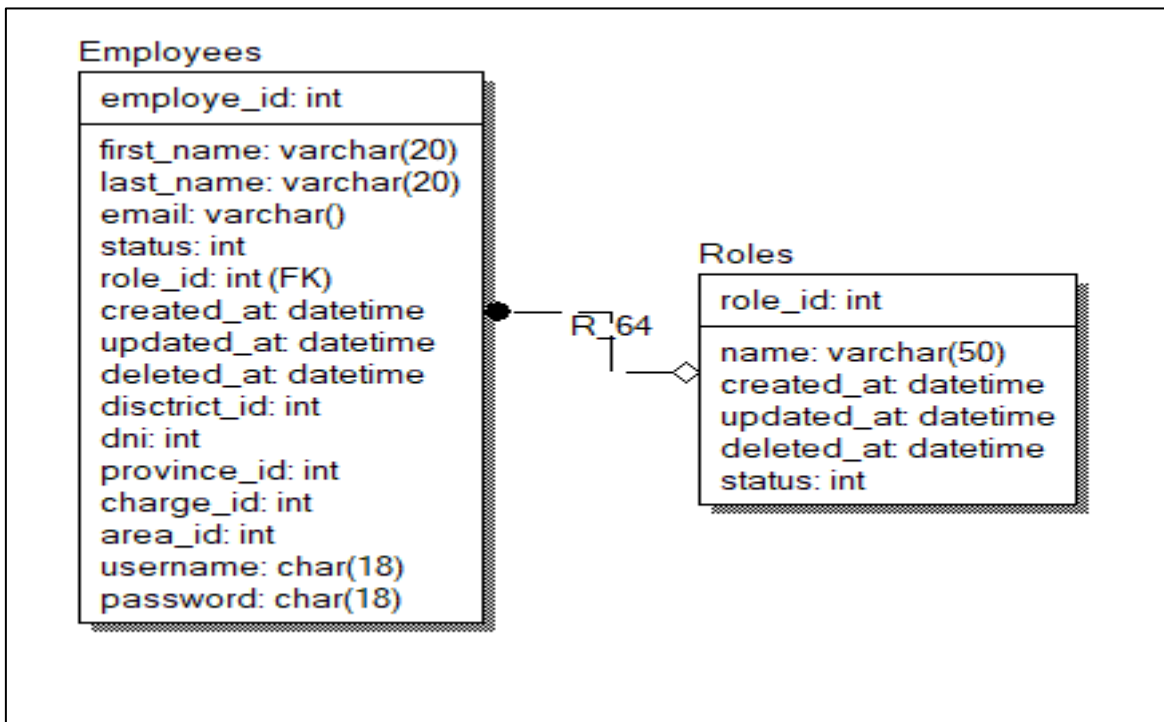 Employees
employe_id: int
first_name: varchar(20)
last_name: varchar(20)
email: varchar()
status: int
role_id: int (FK)
created_at: datetime
updated_at: datetime
deleted_at: datetime
disctrict_id: int
dni: int
province_id: int
charge_id: int
area_id: int
username: char(18)
password: char(18)
R_64
Roles
role_id: int
name: varchar(50)
created_at: datetime
updated_at: datetime
deleted_at: datetime
status: int